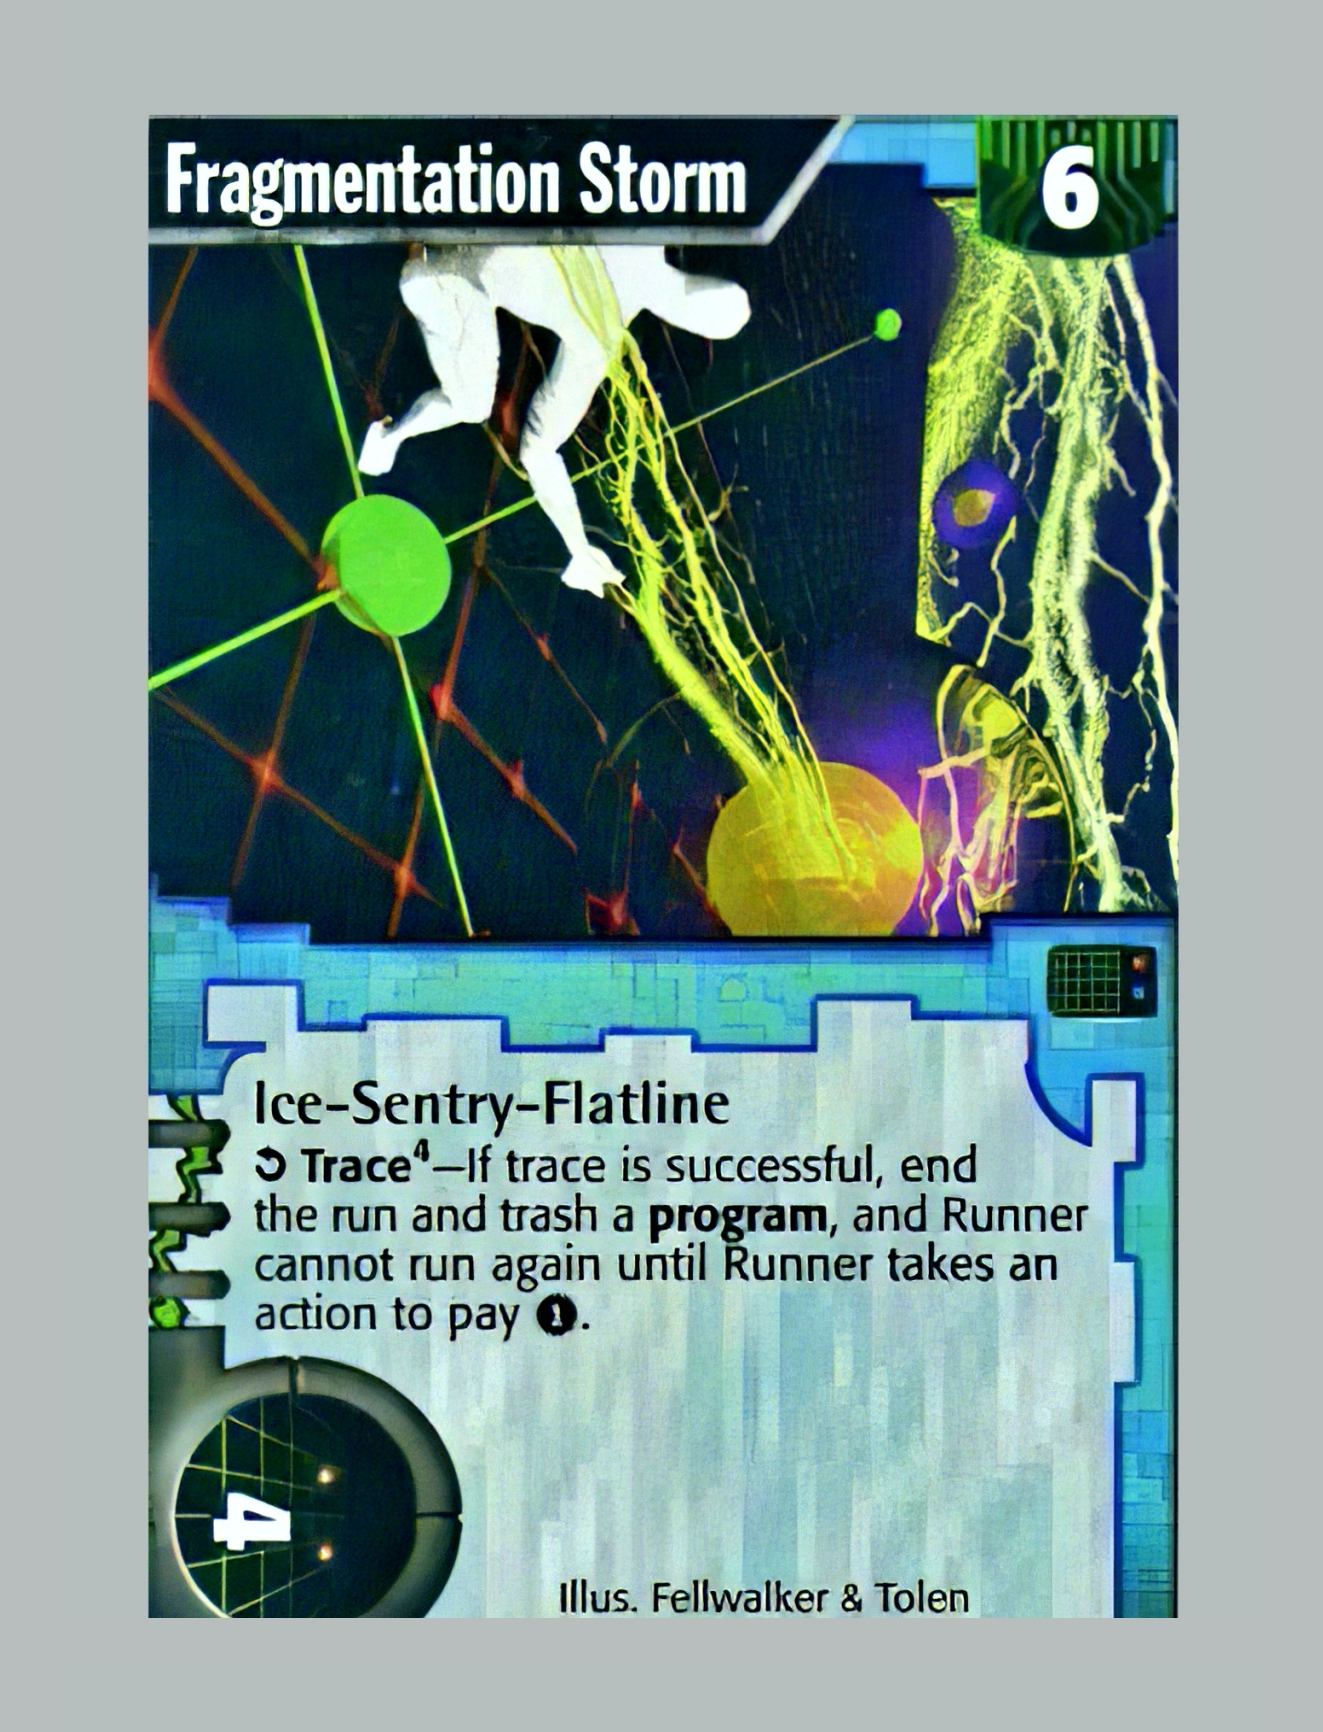 Fragmentation Storm
6
Ice-Sentry-Flatline
Trace⁴—If trace is successful, end
the run and trash a program, and Runner
cannot run again until Runner takes an
action to pay 1.
4
Illus. Fellwalker & Tolen